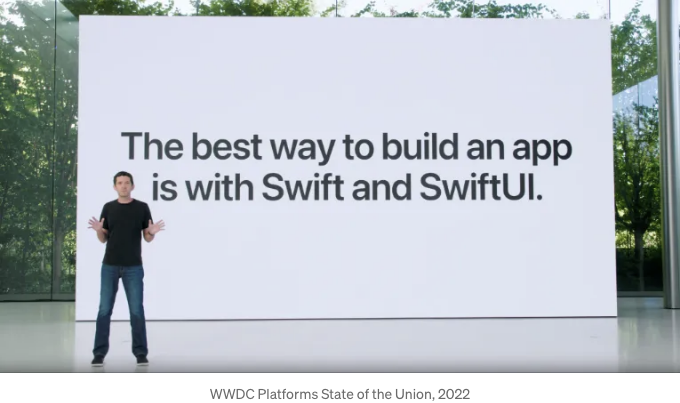 The best way to build an app
is with Swift and SwiftUI.
WWDC Platforms State of the Union, 2022